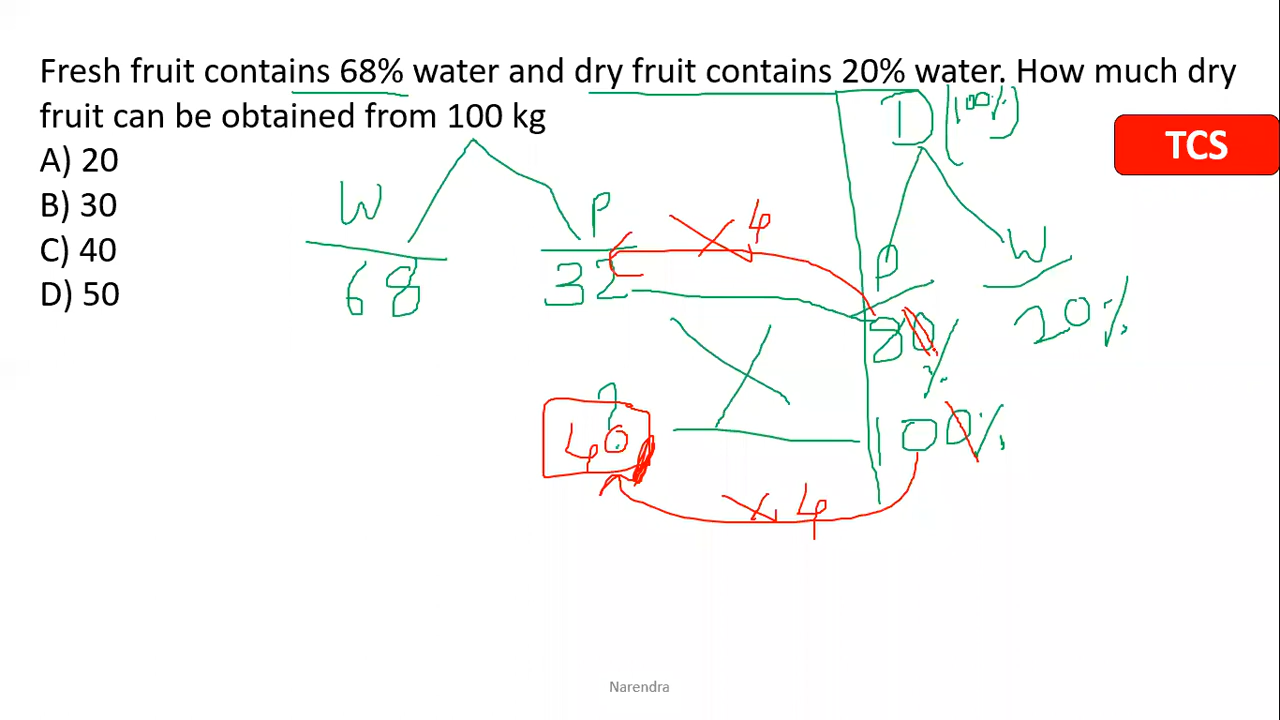 Fresh fruit contains 68% water and dry fruit contains 20% water. How much dry
fruit can be obtained from 100 kg
TCS
A) 20
B) 30
C) 40
D) 50
D (100%)
W P
P W
68 32
80% 20%
× 4
?
40 100%
× 4
Narendra